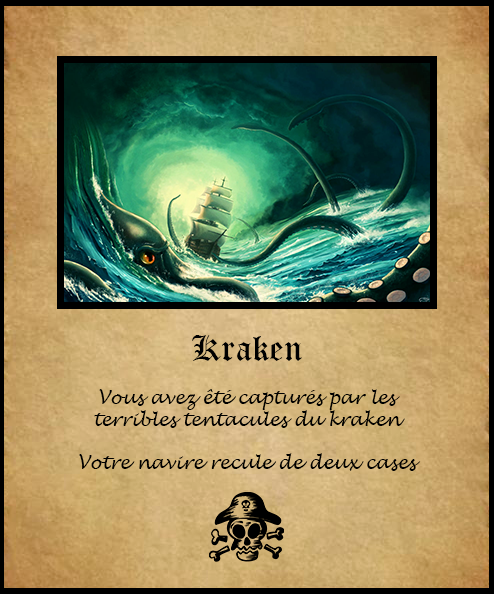 Kraken
Vous avez été capturés par les
terribles tentacules du kraken
Votre navire recule de deux cases